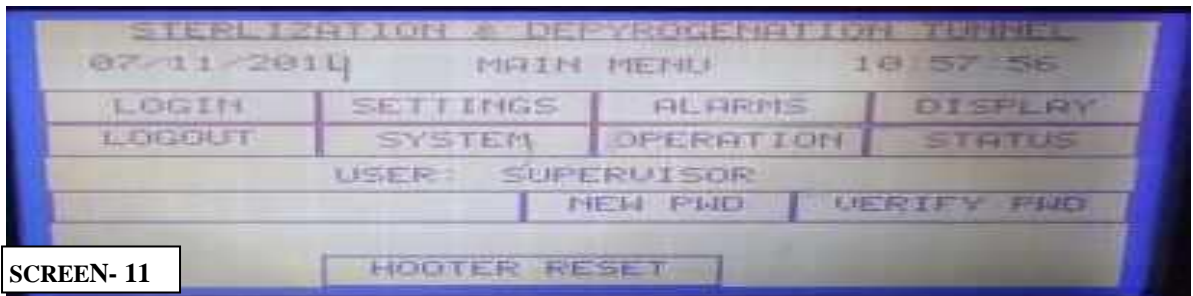 STERLIZATION & DEPYROGENATION TUNNEL
07/11/2014 MAIN MENU 10:57:56
LOGIN SETTINGS ALARMS DISPLAY
LOGOUT SYSTEM OPERATION STATUS
USER: SUPERVISOR
NEW PWD VERIFY PWD
HOOTER RESET
SCREEN- 11